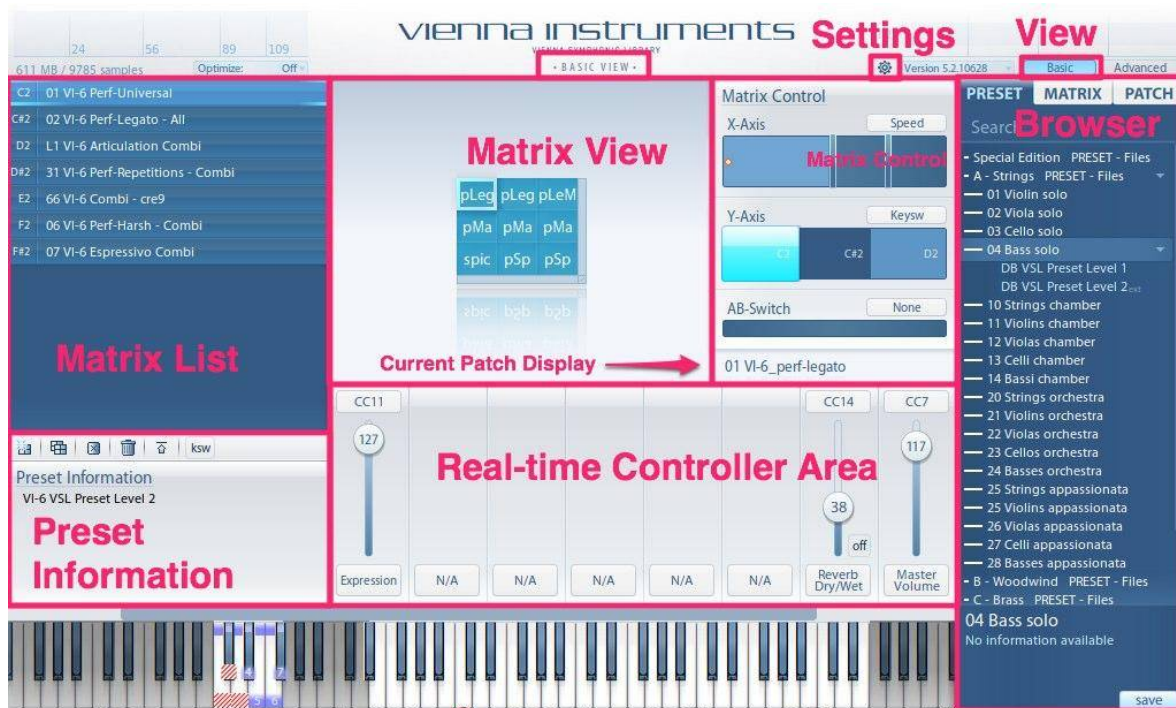 vienna instruments
VIENNA SYMPHONIC LIBRARY
Settings
View
24 56 89 109
611 MB / 9785 samples Optimize: Off
• BASIC VIEW •
Version 5.2.10628
Basic Advanced
C2 01 VI-6 Perf-Universal
C#2 02 VI-6 Perf-Legato - All
D2 L1 VI-6 Articulation Combi
D#2 31 VI-6 Perf-Repetitions - Combi
E2 66 VI-6 Combi - cre9
F2 06 VI-6 Perf-Harsh - Combi
F#2 07 VI-6 Espressivo Combi
Matrix List
ksw
Preset Information
VI-6 VSL Preset Level 2
Preset
Information
Matrix View
pLeg pLeg pLeM
pMa pMa pMa
spic pSp pSp
Current Patch Display
Matrix Control
X-Axis Speed
Matrix Control
Y-Axis Keysw
C2 C#2 D2
AB-Switch None
01 VI-6_perf-legato
CC11 CC14 CC7
127
117
Real-time Controller Area
38
off
Expression N/A N/A N/A N/A N/A Reverb Dry/Wet Master Volume
PRESET MATRIX PATCH
Search
Browser
- Special Edition PRESET - Files
- A - Strings PRESET - Files
— 01 Violin solo
— 02 Viola solo
— 03 Cello solo
— 04 Bass solo
DB VSL Preset Level 1
DB VSL Preset Level 2 ext
— 10 Strings chamber
— 11 Violins chamber
— 12 Violas chamber
— 13 Celli chamber
— 14 Bassi chamber
— 20 Strings orchestra
— 21 Violins orchestra
— 22 Violas orchestra
— 23 Cellos orchestra
— 24 Basses orchestra
— 25 Strings appassionata
— 25 Violins appassionata
— 26 Violas appassionata
— 27 Celli appassionata
— 28 Basses appassionata
- B - Woodwind PRESET - Files
- C - Brass PRESET - Files
04 Bass solo
No information available
save
4 7
5 6